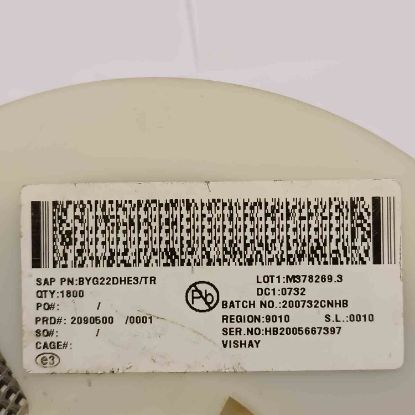 SAP PN:BYG22DHE3/TR
LOT1:M378269.3
QTY:1800
DC1:0732
PO#: /
Pb
BATCH NO.:200732CNHB
PRD#: 2090500 /0001
REGION:9010 S.L.:0010
SO#: /
SER.NO:HB2005667397
CAGE#:
VISHAY
e3